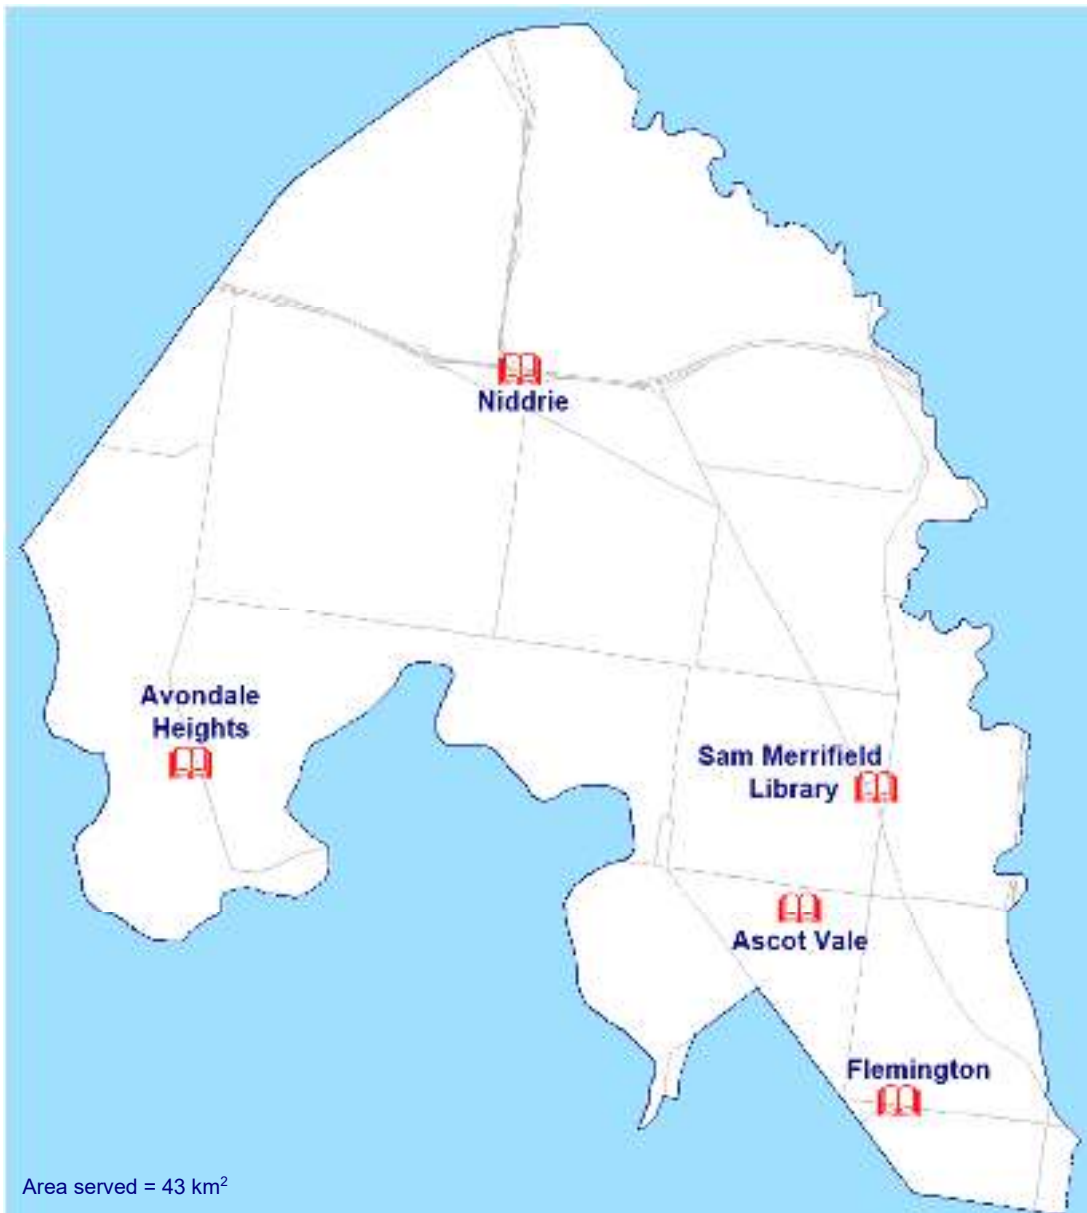 Niddrie
Avondale
Heights
Sam Merrifield
Library
Ascot Vale
Flemington
Area served = 43 km²